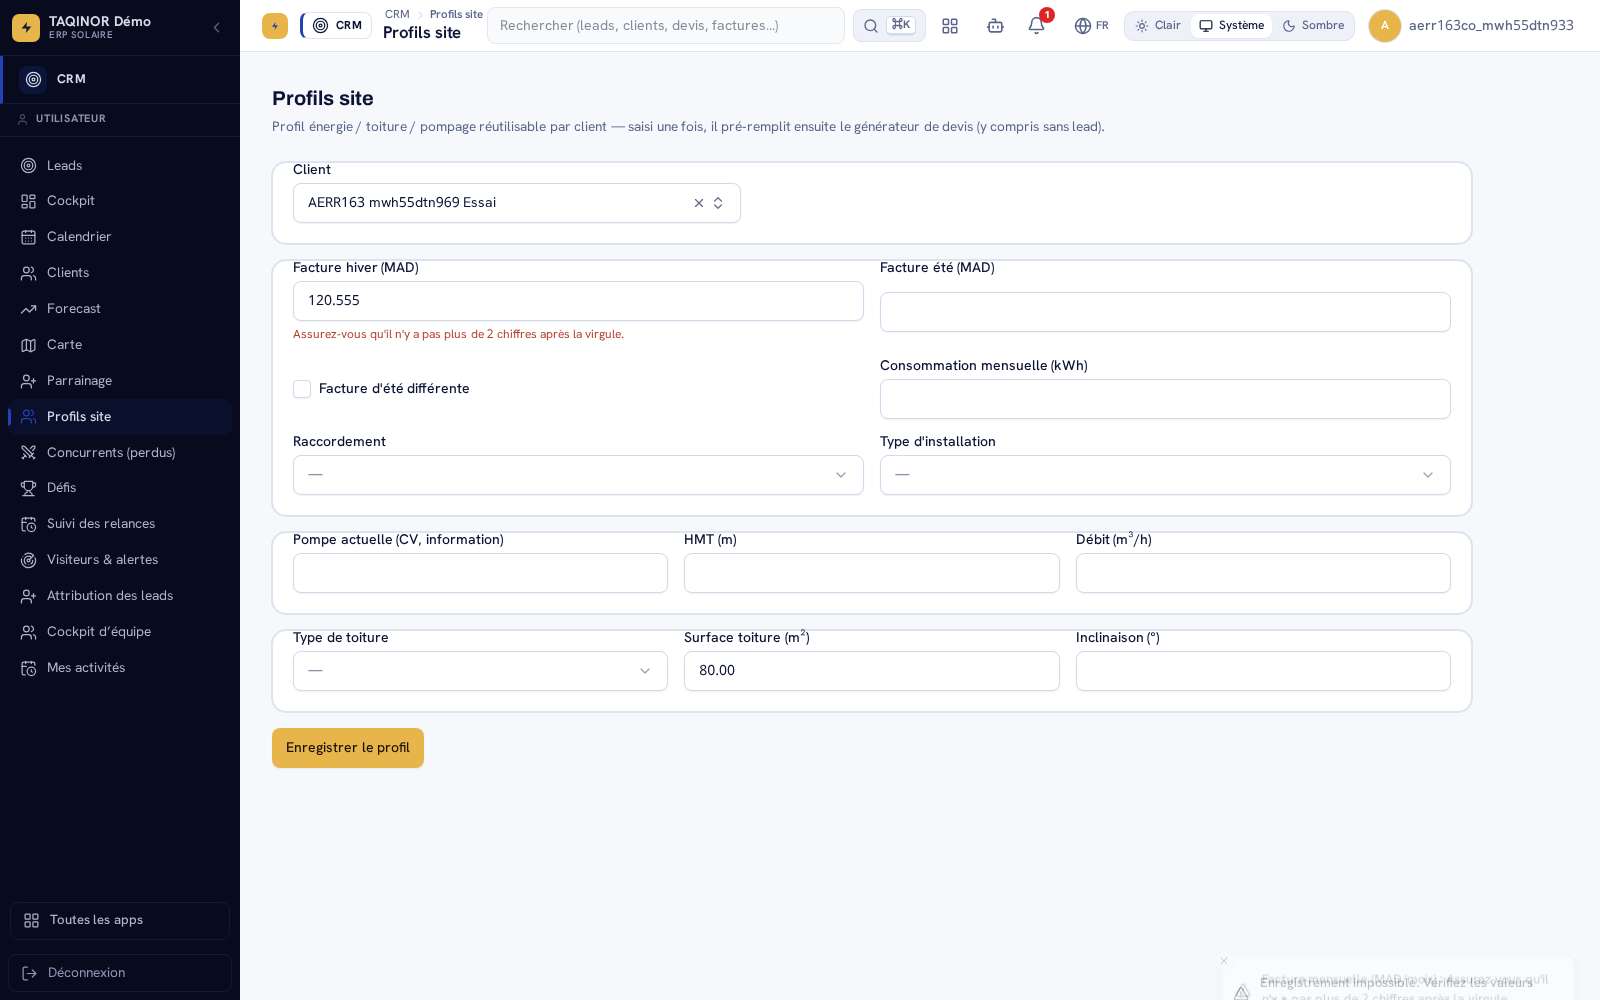 TAQINOR Démo
ERP SOLAIRE
CRM
UTILISATEUR
Leads
Cockpit
Calendrier
Clients
Forecast
Carte
Parrainage
Profils site
Concurrents (perdus)
Défis
Suivi des relances
Visiteurs & alertes
Attribution des leads
Cockpit d’équipe
Mes activités
Toutes les apps
Déconnexion
CRM
CRM Profils site
Profils site
Rechercher (leads, clients, devis, factures...)
⌘K
1
FR
Clair
Système
Sombre
A
aerr163co_mwh55dtn933
Profils site
Profil énergie / toiture / pompage réutilisable par client — saisi une fois, il pré-remplit ensuite le générateur de devis (y compris sans lead).
Client
AERR163 mwh55dtn969 Essai
Facture hiver (MAD)
Facture été (MAD)
120.555
Assurez-vous qu'il n'y a pas plus de 2 chiffres après la virgule.
Consommation mensuelle (kWh)
Facture d'été différente
Raccordement
Type d'installation
—
—
Pompe actuelle (CV, information)
HMT (m)
Débit (m³/h)
Type de toiture
Surface toiture (m²)
Inclinaison (°)
—
80.00
Enregistrer le profil
Enregistrement impossible. Vérifiez les valeurs